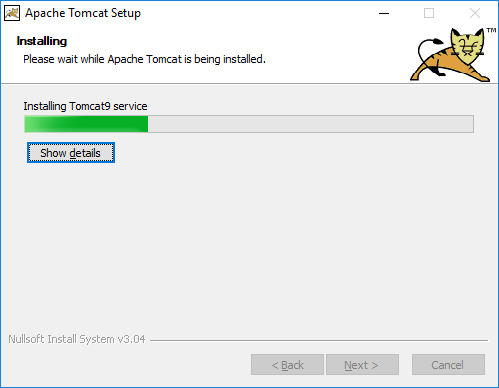 Apache Tomcat Setup
Installing
Please wait while Apache Tomcat is being installed.
TM
Installing Tomcat9 service
Show details
Nullsoft Install System v3.04
< Back Next > Cancel